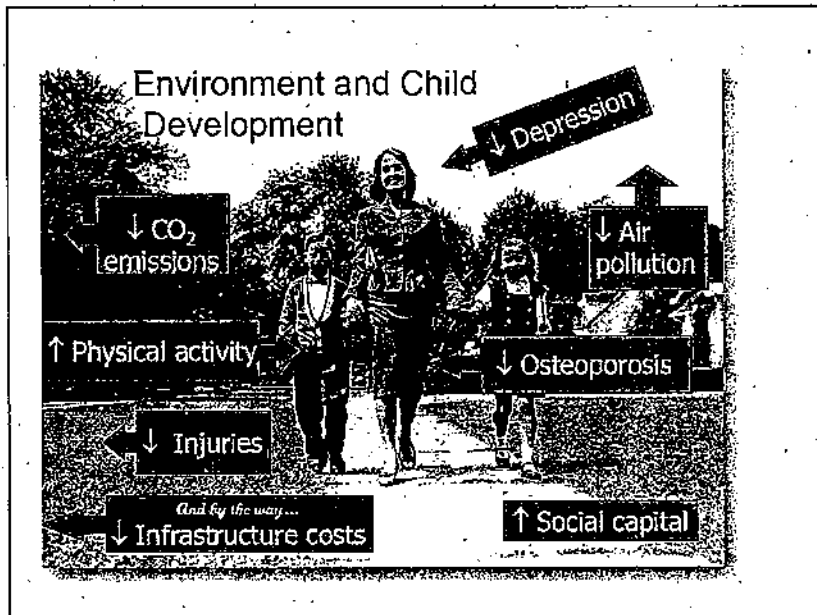 Environment and Child
Development
↓ Depression
↓ CO₂
emissions
↓ Air
pollution
↑ Physical activity
↓ Osteoporosis
↓ Injuries
And by the way...
↓ Infrastructure costs
↑ Social capital